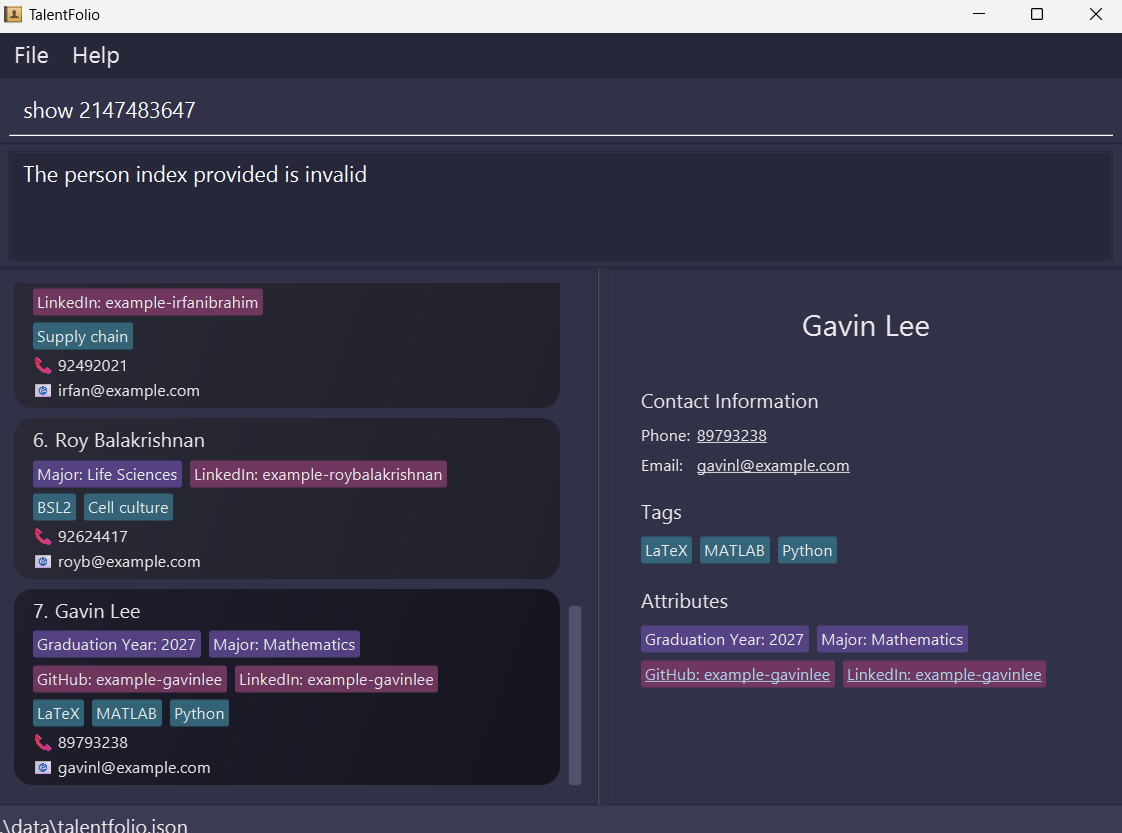 TalentFolio
File Help
show 2147483647
The person index provided is invalid
LinkedIn: example-irfanibrahim
Supply chain
92492021
irfan@example.com
6. Roy Balakrishnan
Major: Life Sciences LinkedIn: example-roybalakrishnan
BSL2 Cell culture
92624417
royb@example.com
7. Gavin Lee
Graduation Year: 2027 Major: Mathematics
GitHub: example-gavinlee LinkedIn: example-gavinlee
LaTeX MATLAB Python
89793238
gavinl@example.com
Gavin Lee
Contact Information
Phone: 89793238
Email: gavinl@example.com
Tags
LaTeX MATLAB Python
Attributes
Graduation Year: 2027 Major: Mathematics
GitHub: example-gavinlee LinkedIn: example-gavinlee
.\data\talentfolio.json